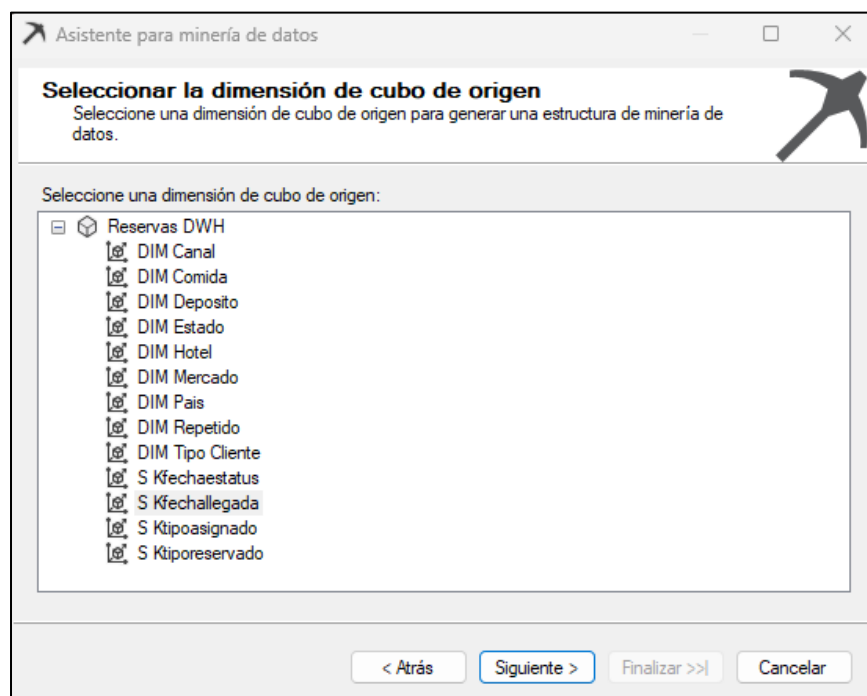 Asistente para minería de datos
Seleccionar la dimensión de cubo de origen
Seleccione una dimensión de cubo de origen para generar una estructura de minería de
datos.
Seleccione una dimensión de cubo de origen:
Reservas DWH
DIM Canal
DIM Comida
DIM Deposito
DIM Estado
DIM Hotel
DIM Mercado
DIM Pais
DIM Repetido
DIM Tipo Cliente
S Kfechaestatus
S Kfechallegada
S Ktipoasignado
S Ktiporeservado
< Atrás Siguiente > Finalizar >>| Cancelar